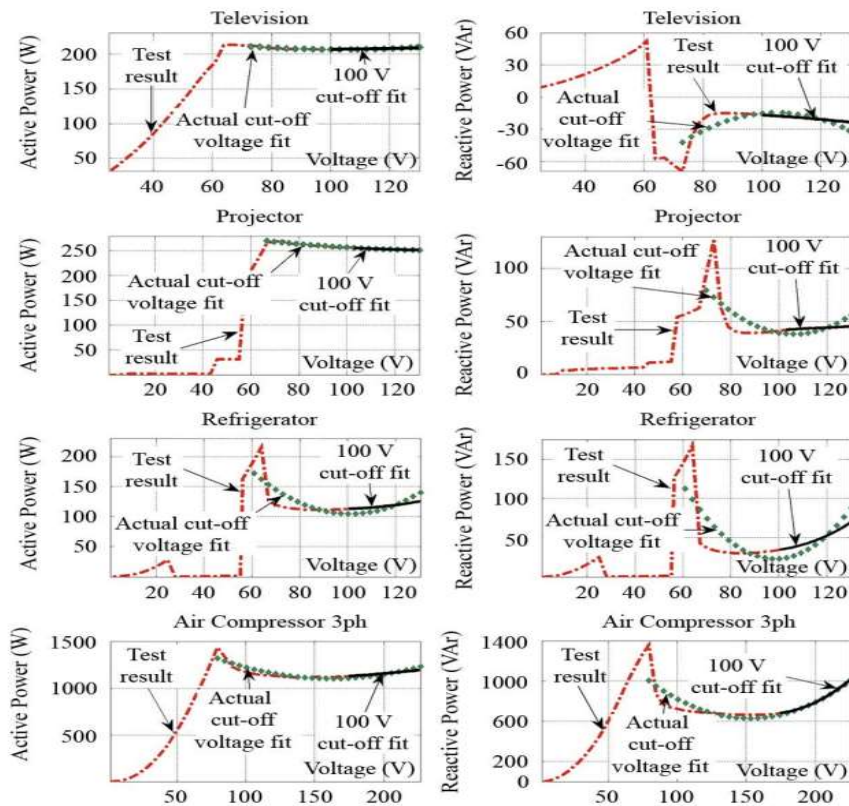 Television
Active Power (W)
200
150
100
50
Test
result
Actual cut-off
voltage fit
100 V
cut-off fit
Voltage (V)
40
60
80
100
120
Television
Reactive Power (VAr)
60
30
0
-30
-60
Test
result
100 V
cut-off fit
Actual
cut-off
voltage fit
Voltage (V)
40
60
80
100
120
Projector
Active Power (W)
250
200
150
100
50
Actual cut-off
voltage fit
100 V
cut-off fit
Test
result
Voltage (V)
20
40
60
80
100
120
Projector
Reactive Power (VAr)
100
50
0
Actual cut-off
voltage fit
100 V
cut-off fit
Test
result
Voltage (V)
20
40
60
80
100
120
Refrigerator
Active Power (W)
200
150
100
50
Test
result
100 V
cut-off fit
Actual cut-off
voltage fit
Voltage (V)
20
40
60
80
100
120
Refrigerator
Reactive Power (VAr)
150
100
50
Test
result
100 V
cut-off fit
Actual cut-off
voltage fit
Voltage (V)
20
40
60
80
100
120
Air Compressor 3ph
Active Power (W)
1500
1000
500
0
Test
result
Actual
cut-off
voltage fit
100 V
cut-off fit
Voltage (V)
50
100
150
200
Air Compressor 3ph
Reactive Power (VAr)
1400
1000
600
0
Test
result
100 V
cut-off fit
Actual
cut-off
voltage fit
Voltage (V)
50
100
150
200